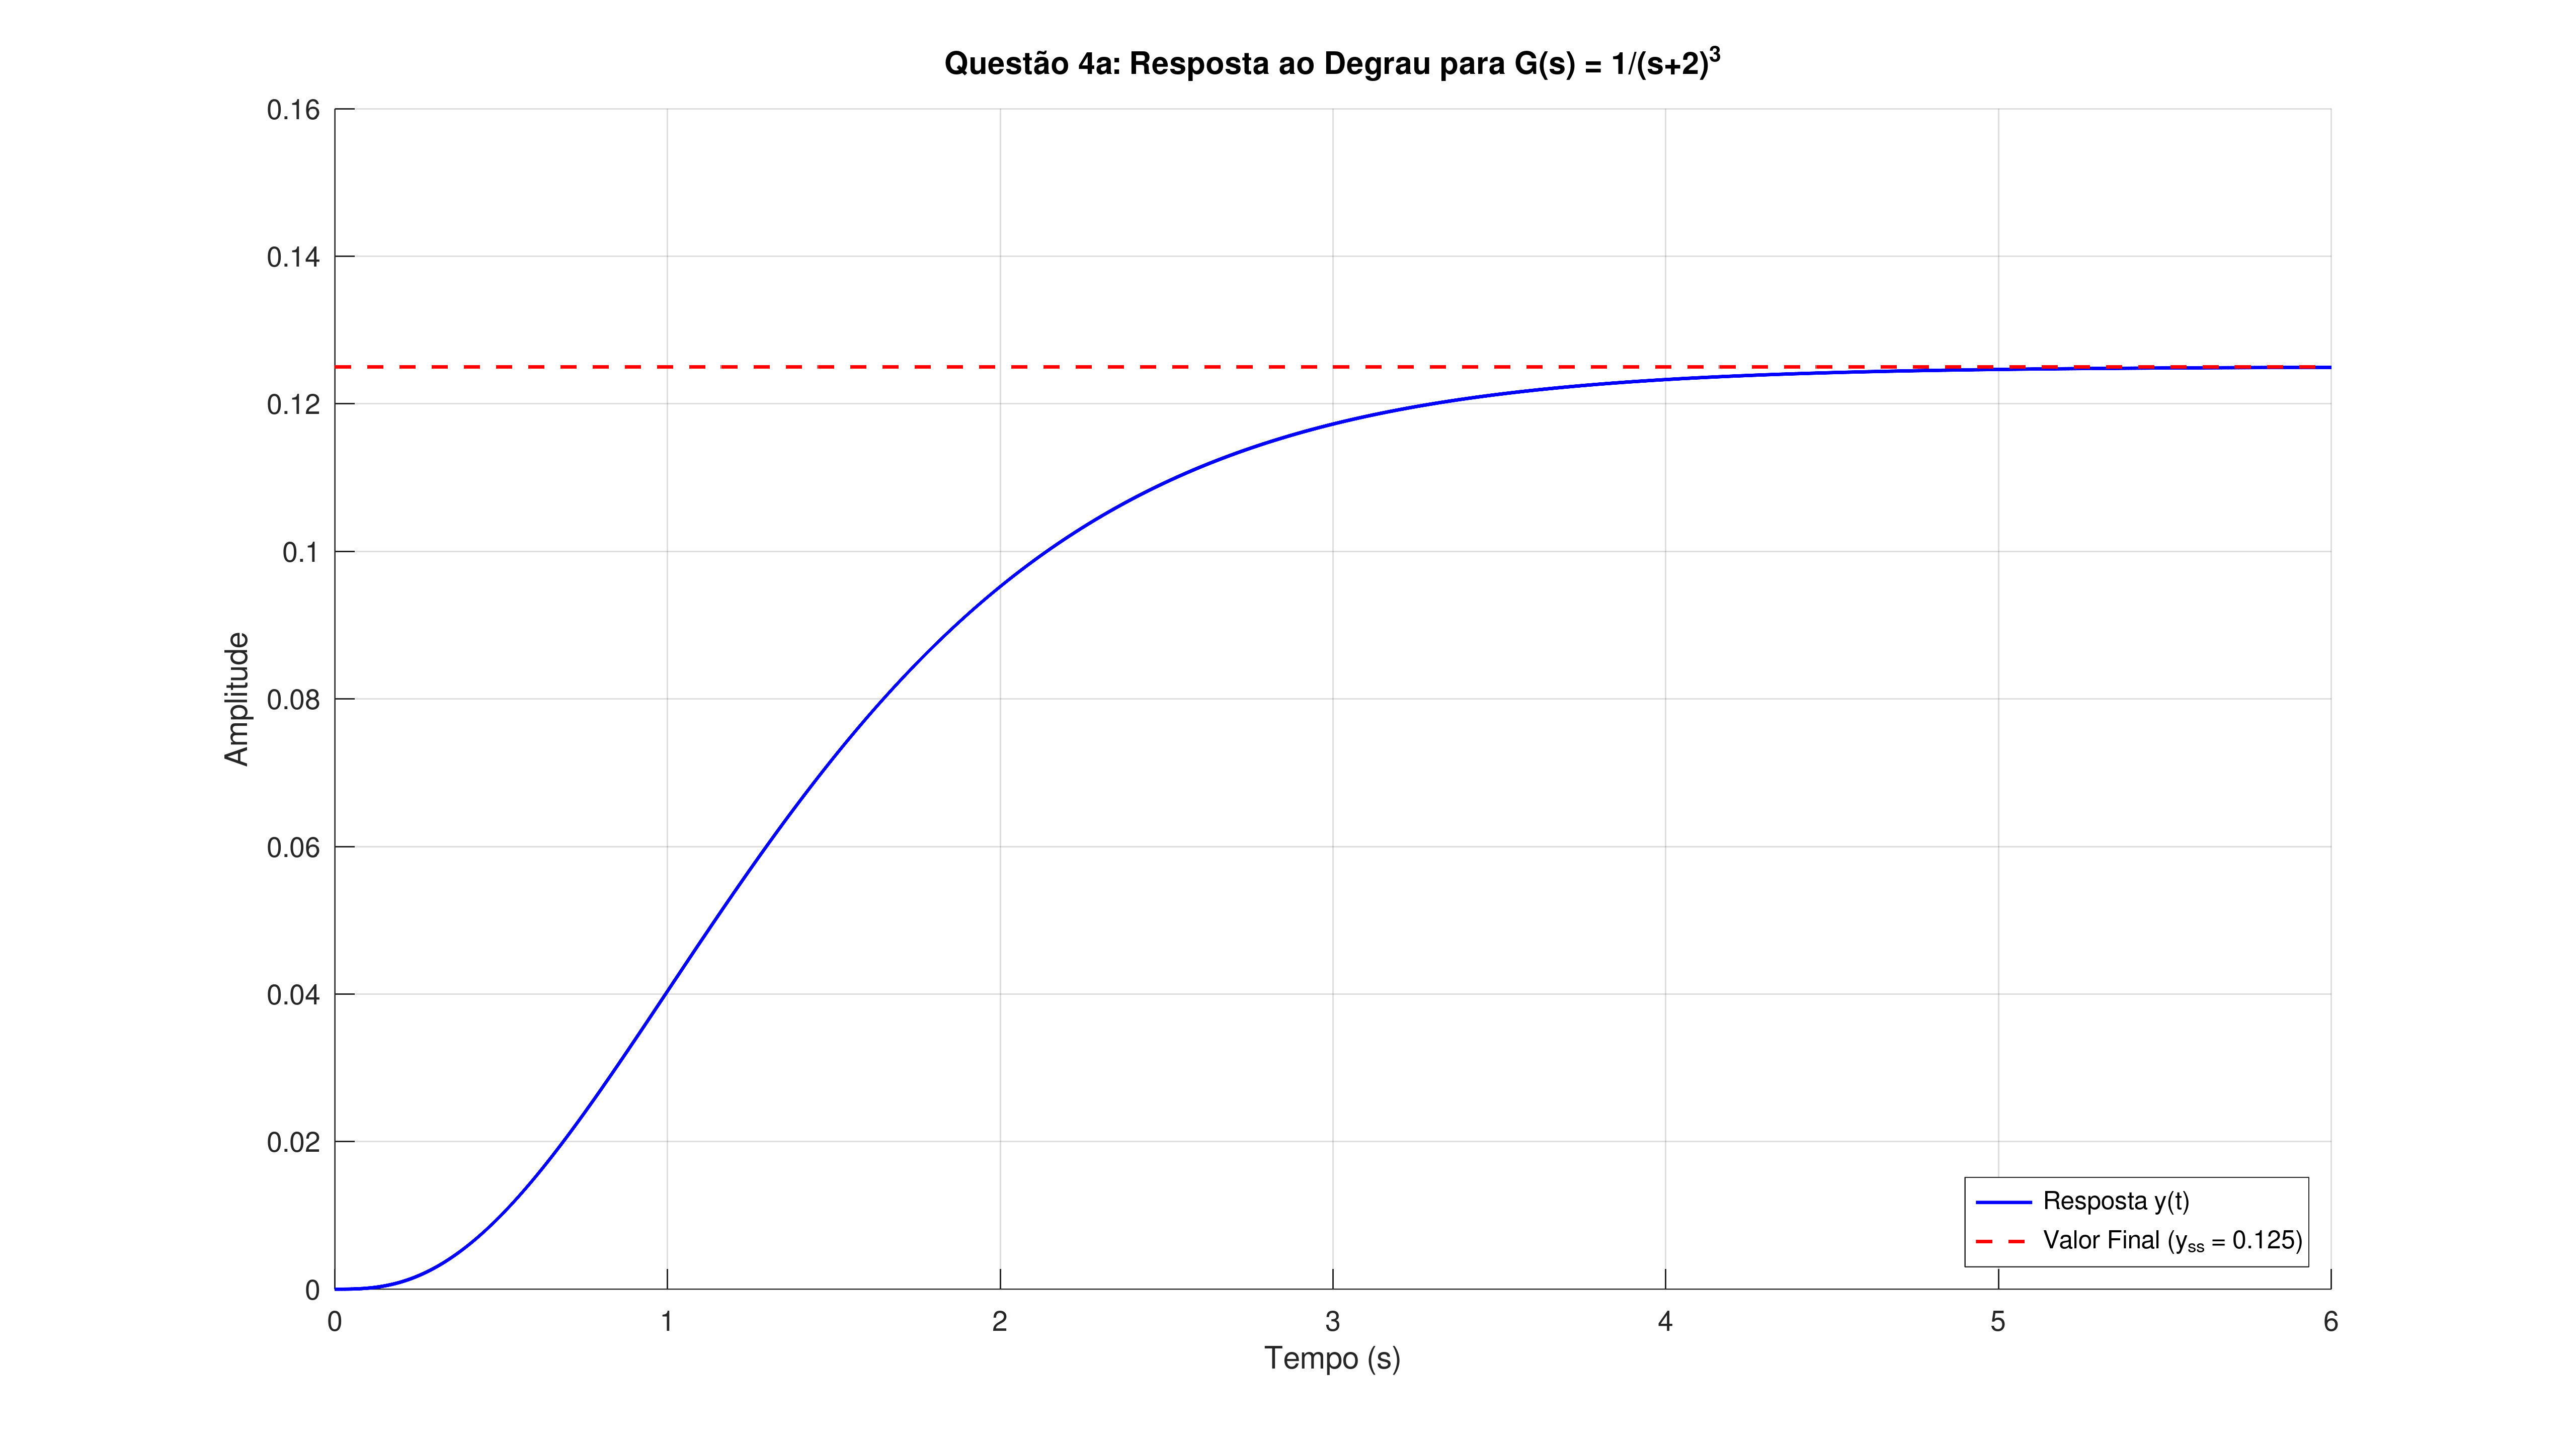 Questão 4a: Resposta ao Degrau para G(s) = 1/(s+2)³
0.16
0.14
0.12
0.1
0.08
0.06
0.04
0.02
0
Amplitude
0 1 2 3 4 5 6
Tempo (s)
Resposta y(t)
Valor Final (yss = 0.125)